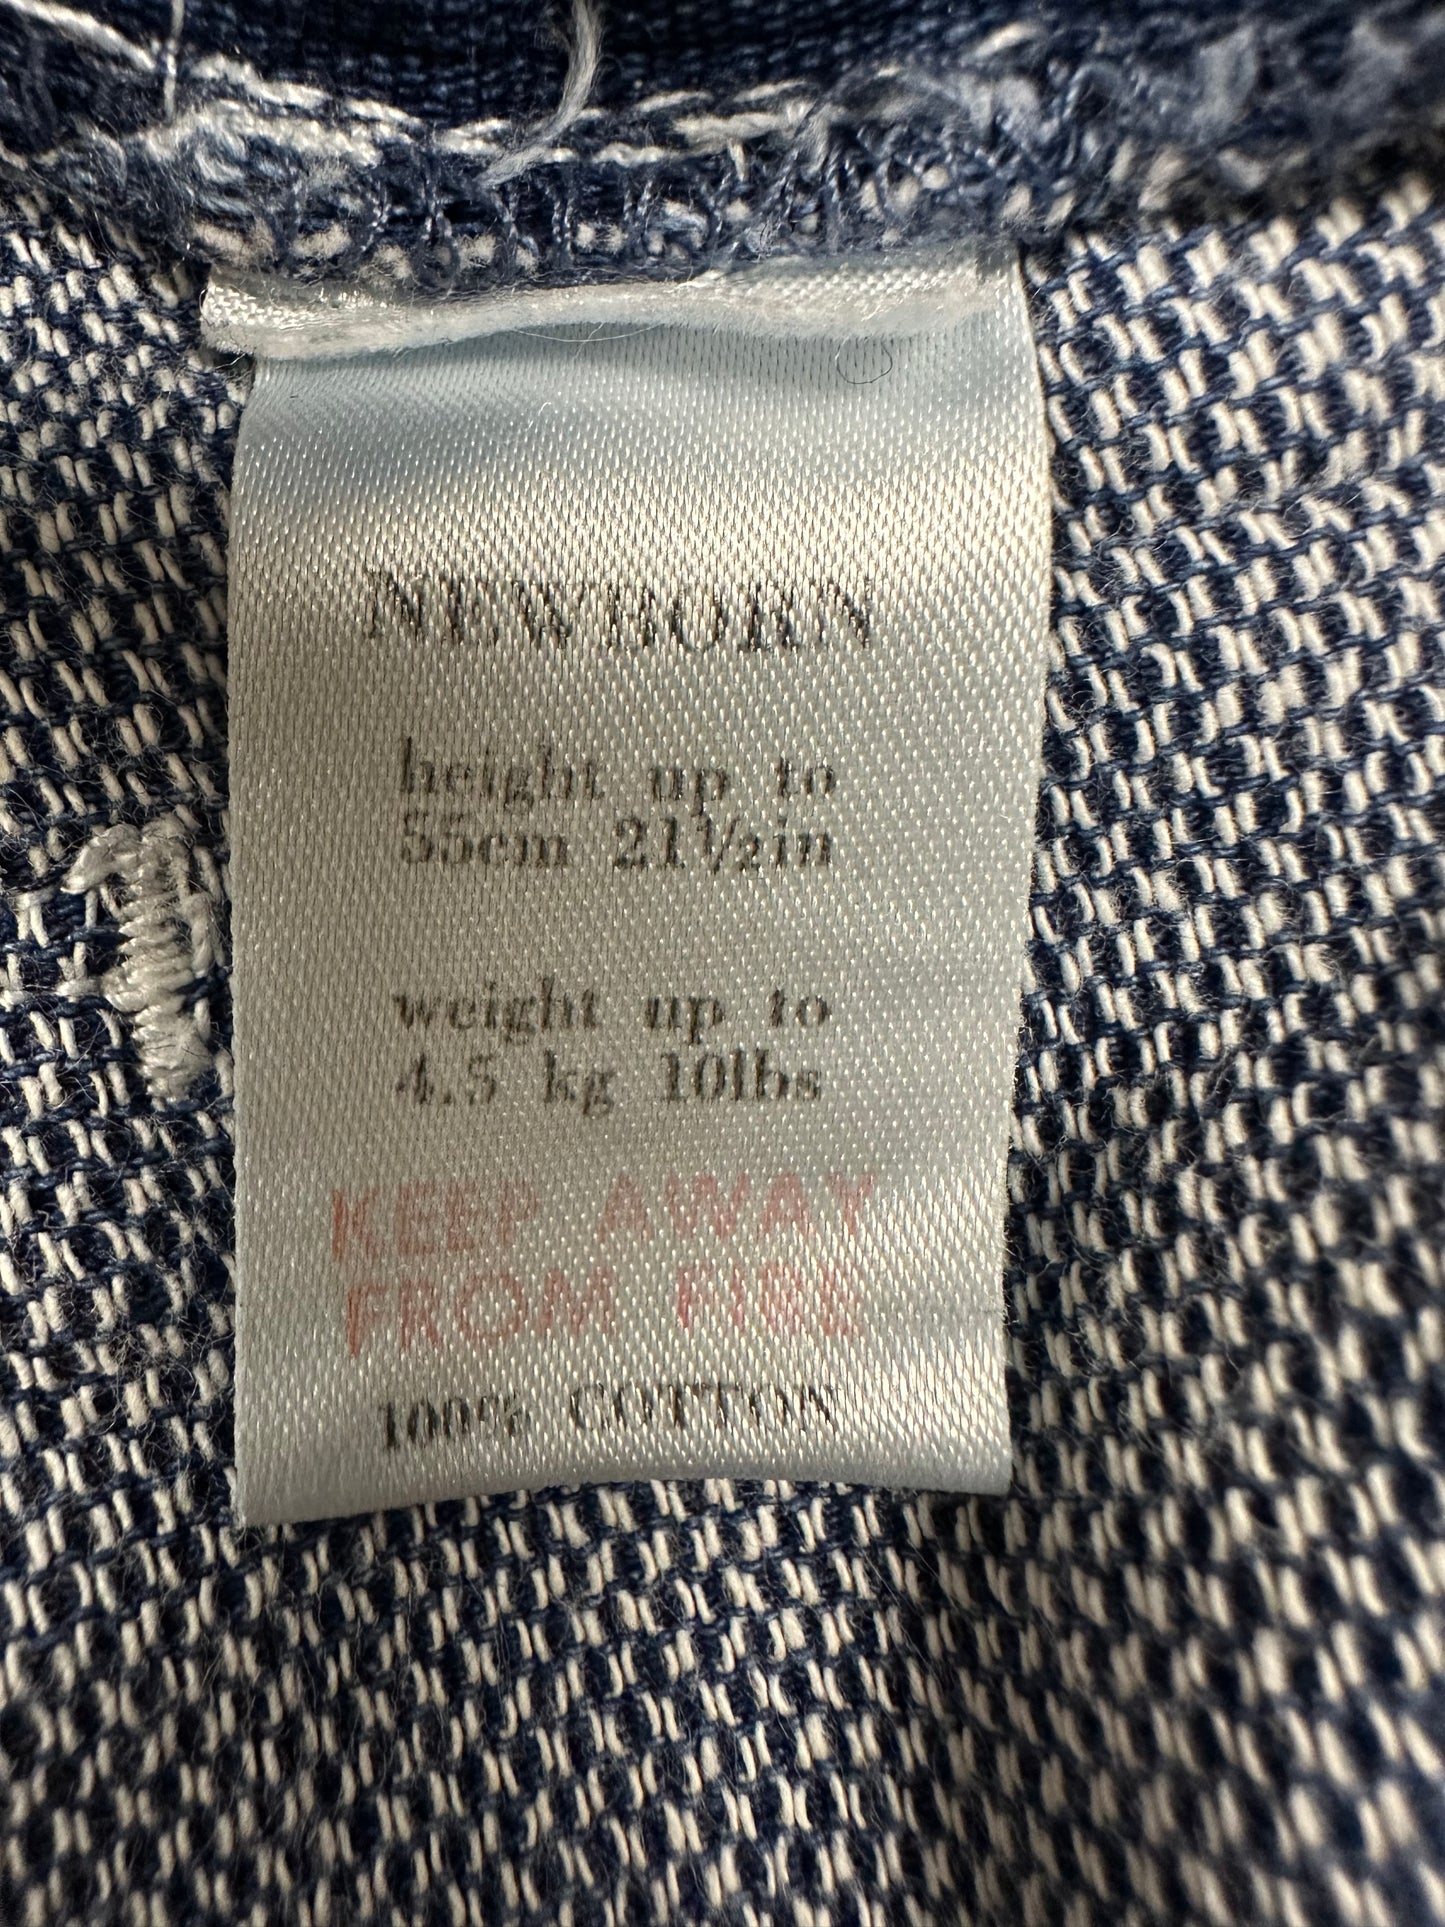 NEWBORN
height up to
55cm 21½in
weight up to
4.5 kg 10lbs
KEEP AWAY
FROM FIRE
100% COTTON